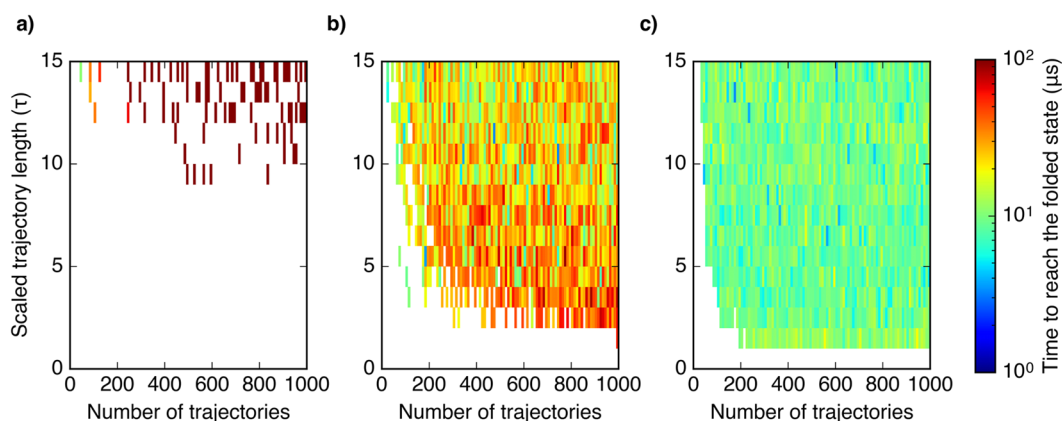 a)
b)
c)
Scaled trajectory length (τ)
15
10
5
0
0 200 400 600 800 1000
Number of trajectories
15
10
5
0
0 200 400 600 800 1000
Number of trajectories
15
10
5
0
0 200 400 600 800 1000
Number of trajectories
10²
10¹
10⁰
Time to reach the folded state (µs)